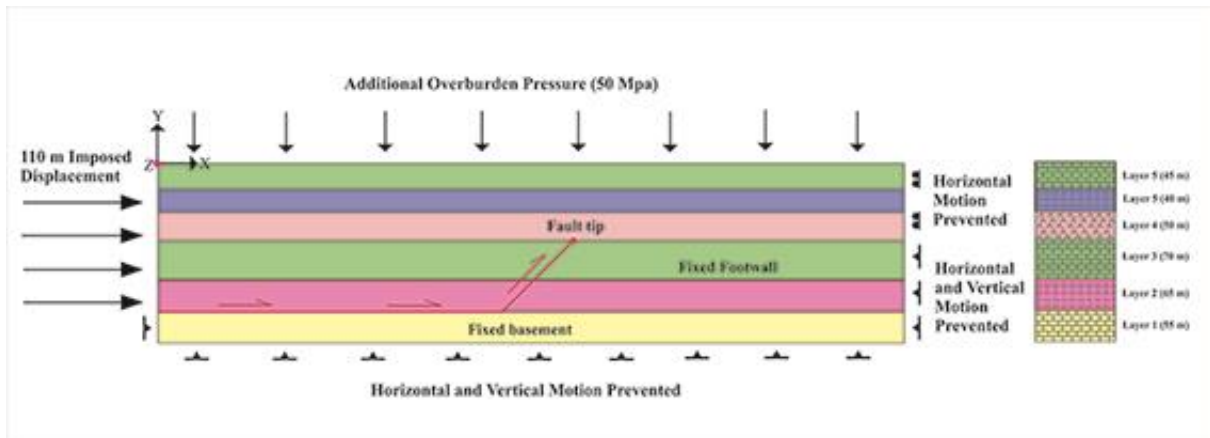 Additional Overburden Pressure (50 Mpa)
Y
Z
X
110 m Imposed
Displacement
Horizontal
Motion
Prevented
Fault tip
Fixed Footwall
Horizontal
and Vertical
Motion
Prevented
Fixed basement
Horizontal and Vertical Motion Prevented
Layer 5 (45 m)
Layer 5 (40 m)
Layer 4 (50 m)
Layer 3 (70 m)
Layer 2 (65 m)
Layer 1 (55 m)